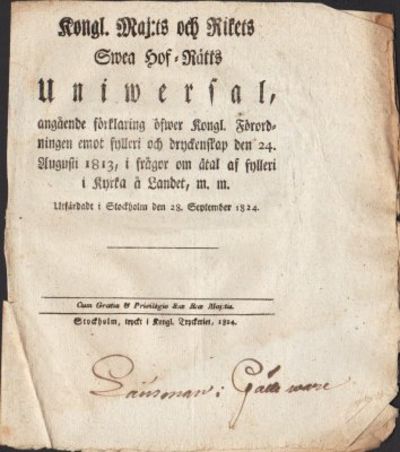 Kongl. Maj:ts och Rikets
Swea Hof-Rätts
Uniwersal,
angående förklaring öfwer Kongl. Förord-
ningen emot fylleri och dryckenskap den 24.
Augusti 1813, i frågor om åtal af fylleri
i Kyrka å Landet, m. m.
Utfärdadt i Stockholm den 28. September 1824.
Cum Gratia & Privilegio S:æ R:æ Maj:tis.
Stockholm, tryckt i Kongl. Tryckeriet, 1824.
Länsman i Gälleware